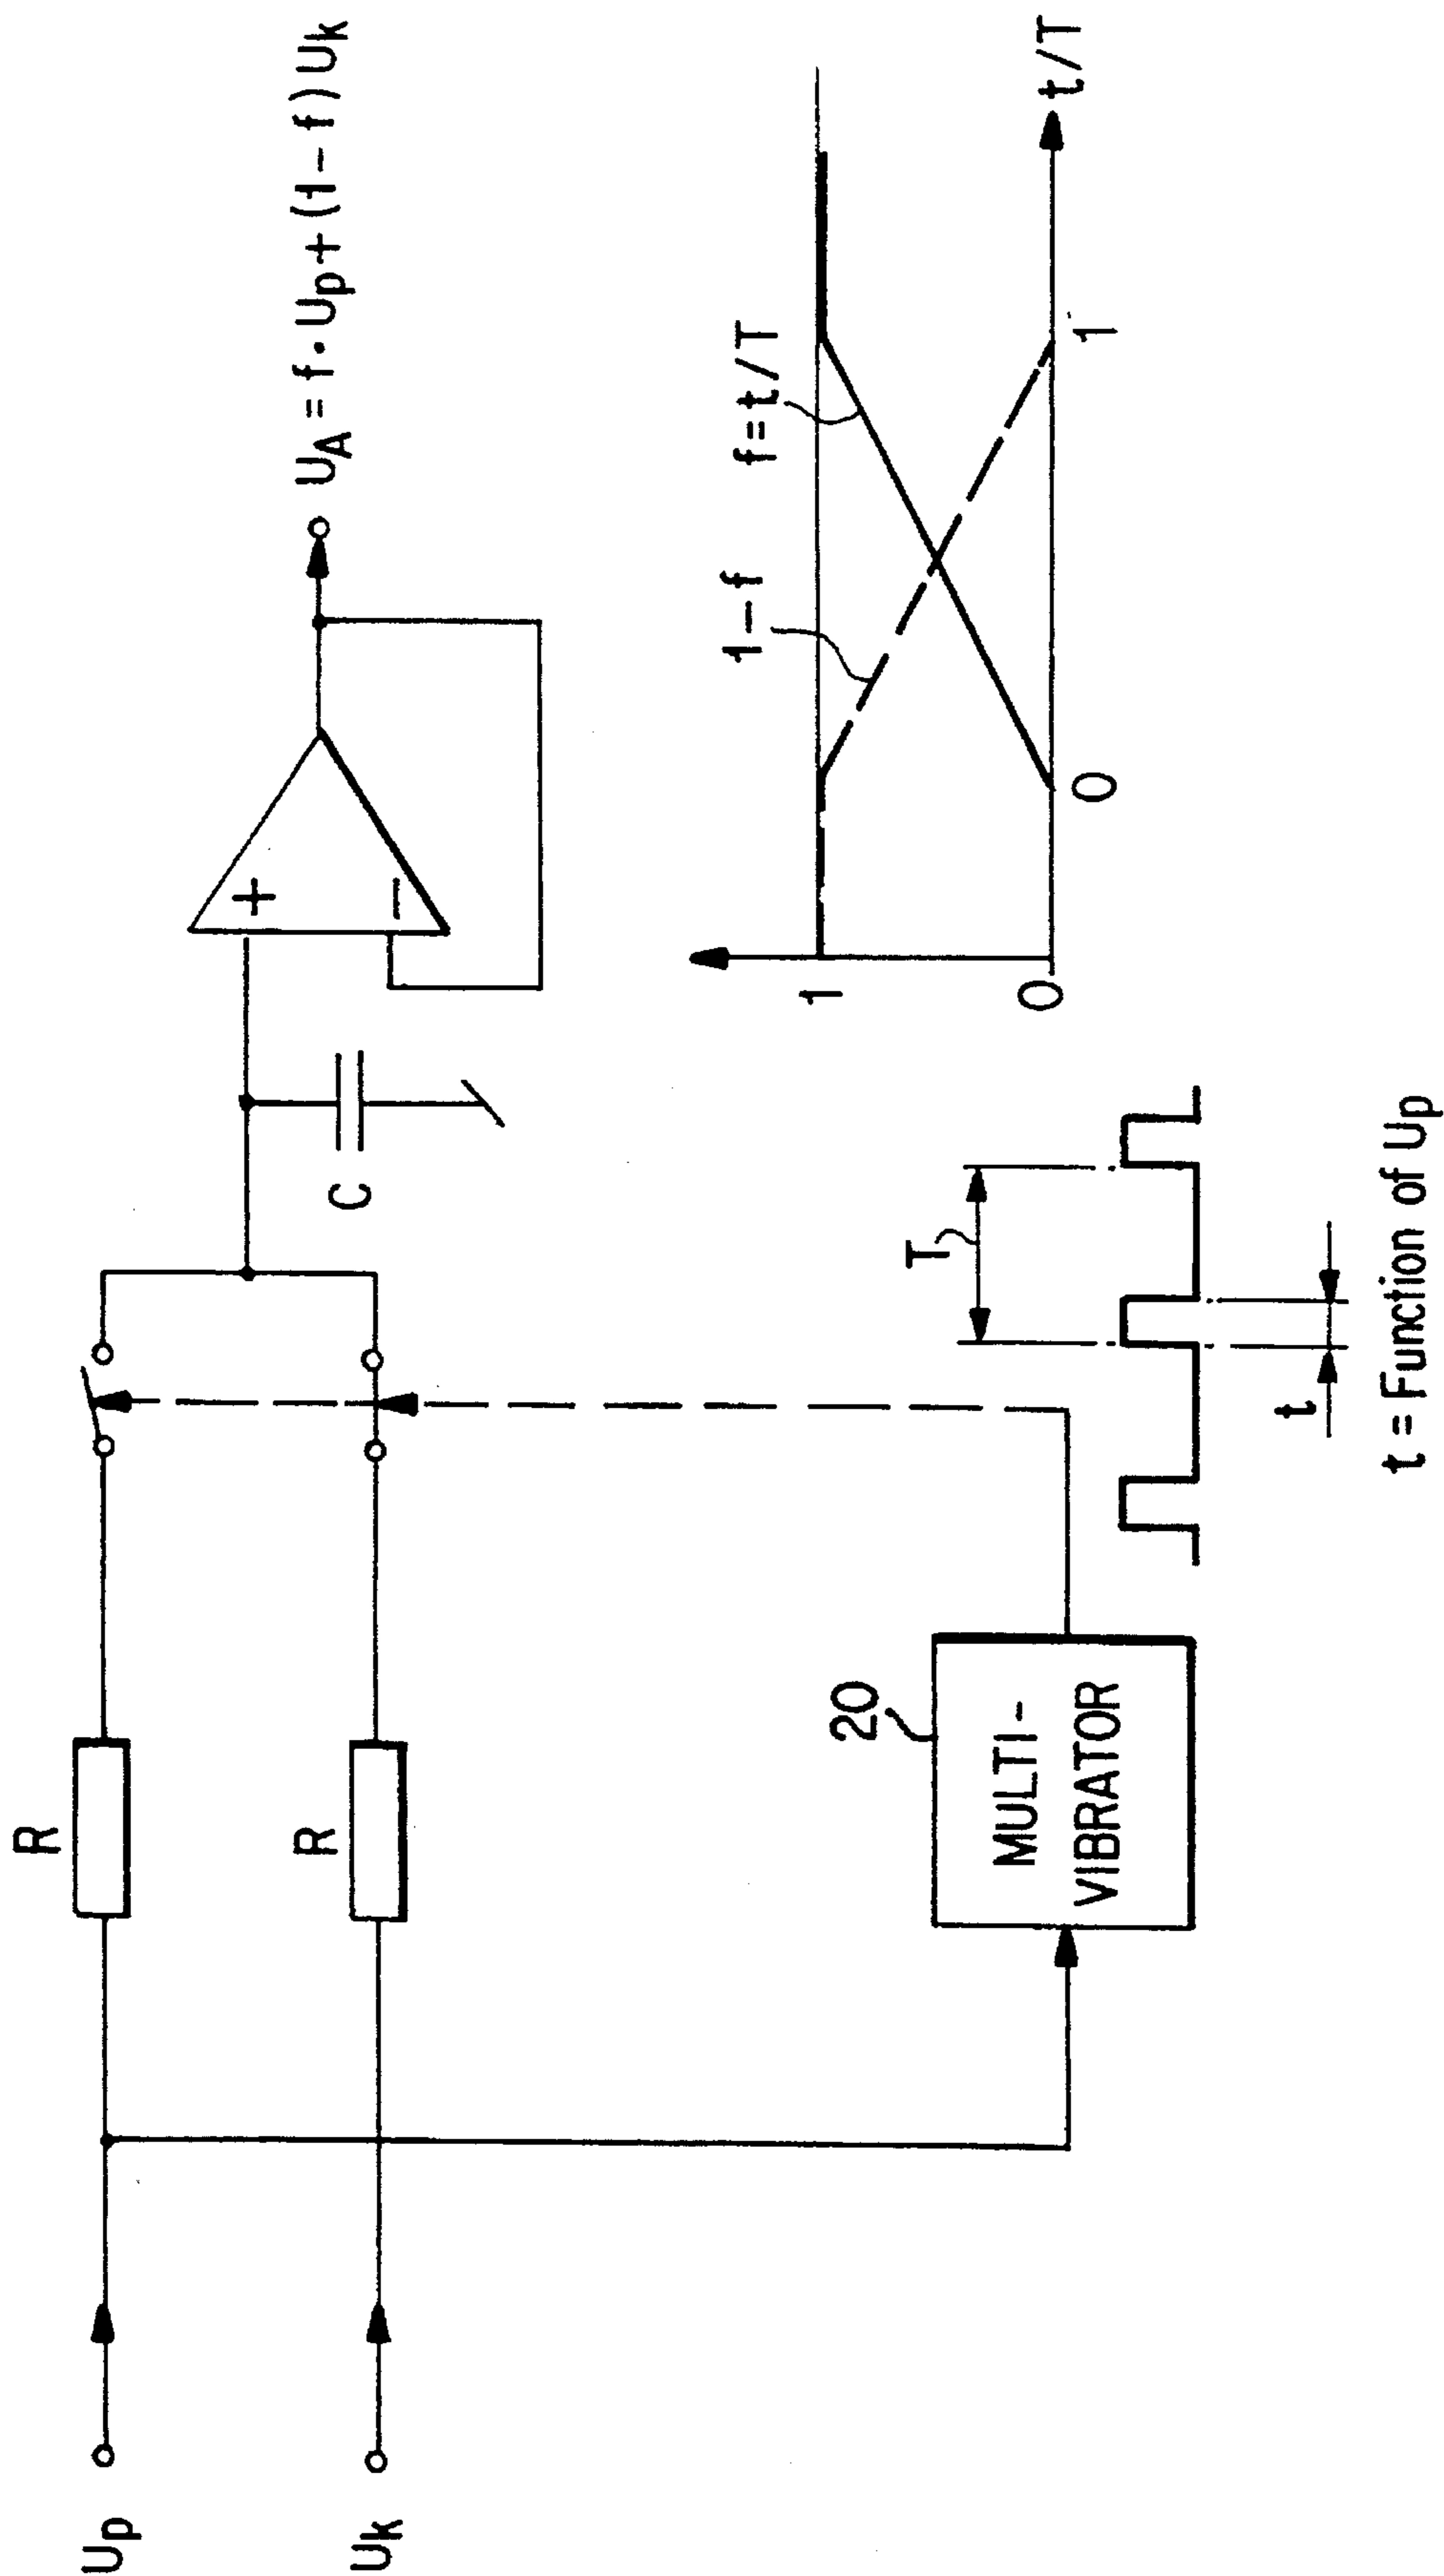 Up
R
Uk
R
C
+
−
UA = f · Up + (1 − f) Uk
20
MULTI-
VIBRATOR
T
t
t = Function of Up
1
0
1−f
f=t/T
0
1
t/T